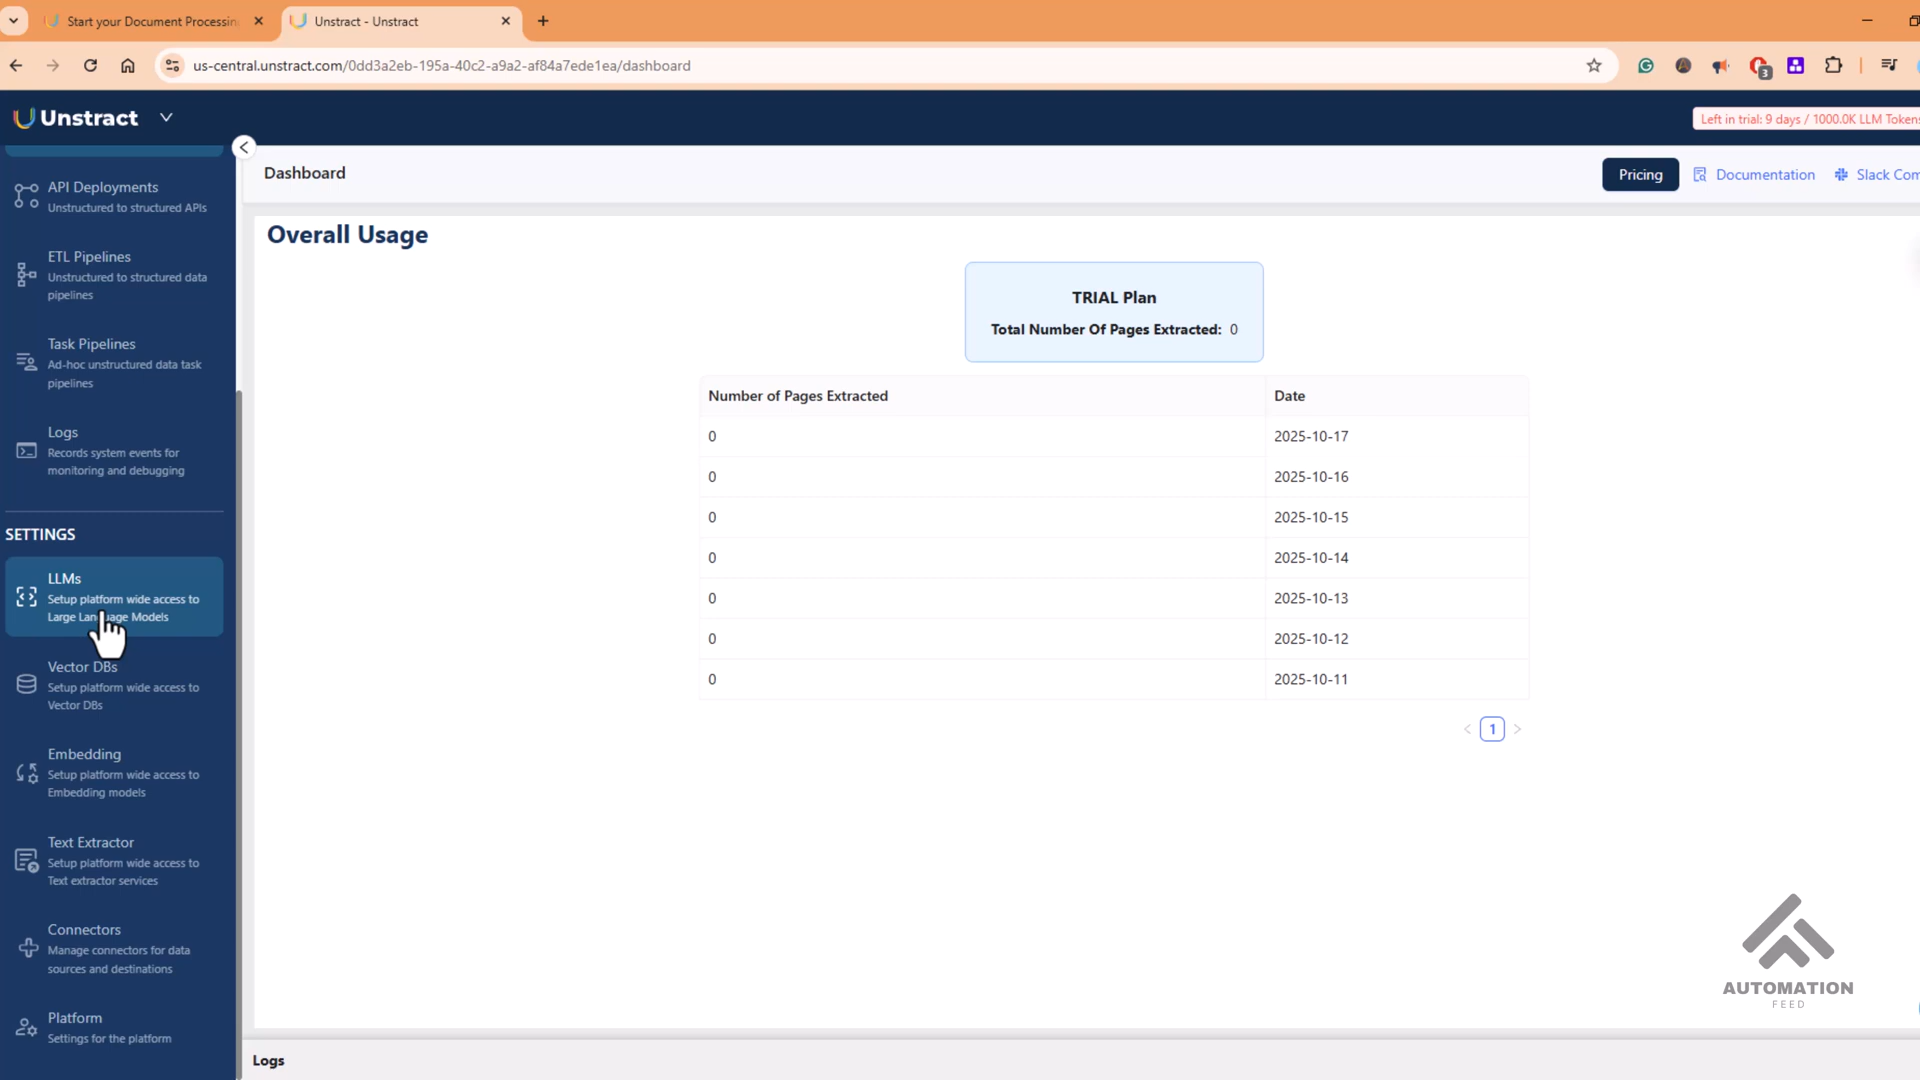 Start your Document Processin
Unstract - Unstract
us-central.unstract.com/0dd3a2eb-195a-40c2-a9a2-af84a7ede1ea/dashboard
3
Unstract
Left in trial: 9 days / 1000.0K LLM Tokens
Dashboard
Pricing
Documentation
Slack Com
API Deployments
Unstructured to structured APIs
ETL Pipelines
Unstructured to structured data
pipelines
Task Pipelines
Ad-hoc unstructured data task
pipelines
Logs
Records system events for
monitoring and debugging
SETTINGS
LLMs
Setup platform wide access to
Large Language Models
Vector DBs
Setup platform wide access to
Vector DBs
Embedding
Setup platform wide access to
Embedding models
Text Extractor
Setup platform wide access to
Text extractor services
Connectors
Manage connectors for data
sources and destinations
Platform
Settings for the platform
Overall Usage
TRIAL Plan
Total Number Of Pages Extracted: 0
Number of Pages Extracted Date
0 2025-10-17
0 2025-10-16
0 2025-10-15
0 2025-10-14
0 2025-10-13
0 2025-10-12
0 2025-10-11
< 1 >
AUTOMATION
FEED
Logs